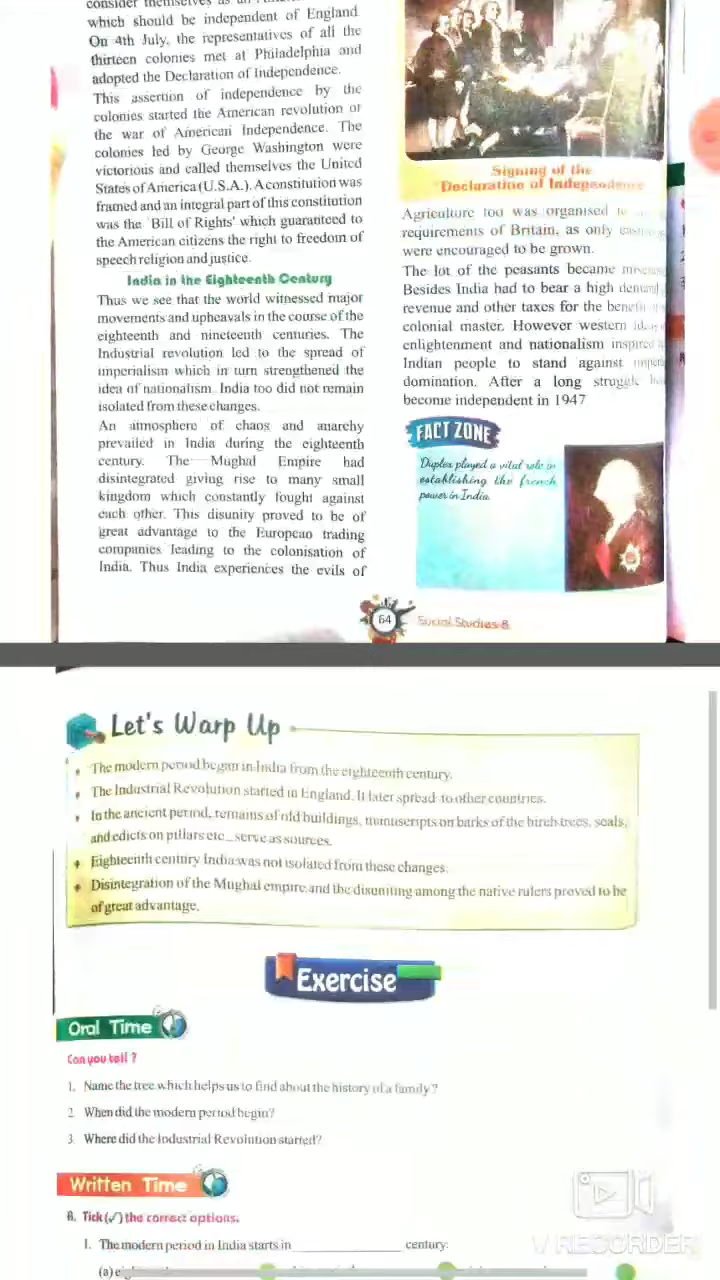 which should be independent of England.
On 4th July, the representatives of all the
thirteen colonies met at Philadelphia and
adopted the Declaration of Independence.
This assertion of independence by the
colonies started the American revolution or
the war of American Independence. The
colonies led by George Washington were
victorious and called themselves the United
States of America (U.S.A.). A constitution was
framed and an integral part of this constitution
was the 'Bill of Rights' which guaranteed to
the American citizens the right to freedom of
speech religion and justice.
India in the Eighteenth Century
Thus we see that the world witnessed major
movements and upheavals in the course of the
eighteenth and nineteenth centuries. The
Industrial revolution led to the spread of
imperialism which in turn strengthened the
idea of nationalism. India too did not remain
isolated from these changes.
An atmosphere of chaos and anarchy
prevailed in India during the eighteenth
century. The Mughal Empire had
disintegrated giving rise to many small
kingdom which constantly fought against
each other. This disunity proved to be of
great advantage to the European trading
companies leading to the colonisation of
India. Thus India experiences the evils of
Signing of the
Declaration of Independence
Agriculture too was organised to
requirements of Britain, as only
were encouraged to be grown.
The lot of the peasants became
Besides India had to bear a high demand
revenue and other taxes for the benefit
colonial master. However western ideas
enlightenment and nationalism inspired
Indian people to stand against
domination. After a long struggle
become independent in 1947
FACT ZONE
Duplex played a vital role in
establishing the french
power in India.
64
Social Studies-8
Let's Warp Up
• The modern period began in India from the eighteenth century.
• The Industrial Revolution started in England. It later spread to other countries.
• In the ancient period, remains of old buildings, manuscripts on barks of the birch trees, seals,
and edicts on pillars etc., serve as sources.
• Eighteenth century India was not isolated from these changes.
• Disintegration of the Mughal empire and the disuniting among the native rulers proved to be
of great advantage.
Exercise
Oral Time
Can you tell ?
1. Name the tree which helps us to find about the history of a family?
2. When did the modern period begin?
3. Where did the Industrial Revolution started?
Written Time
A. Tick (✓) the correct options.
1. The modern period in India starts in ______________ century:
(a)
V RECORDER